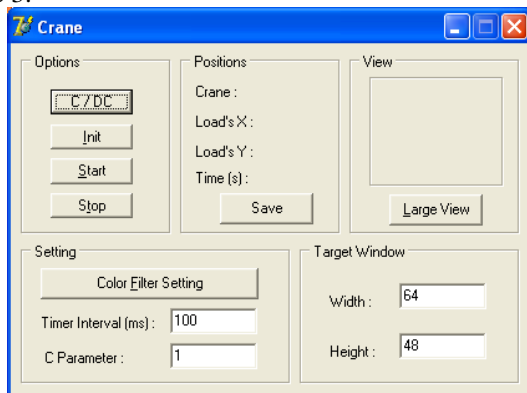 Crane
Options
C / DC
Init
Start
Stop
Positions
Crane :
Load's X :
Load's Y :
Time (s) :
Save
View
Large View
Setting
Color Filter Setting
Timer Interval (ms) : 100
C Parameter : 1
Target Window
Width : 64
Height : 48